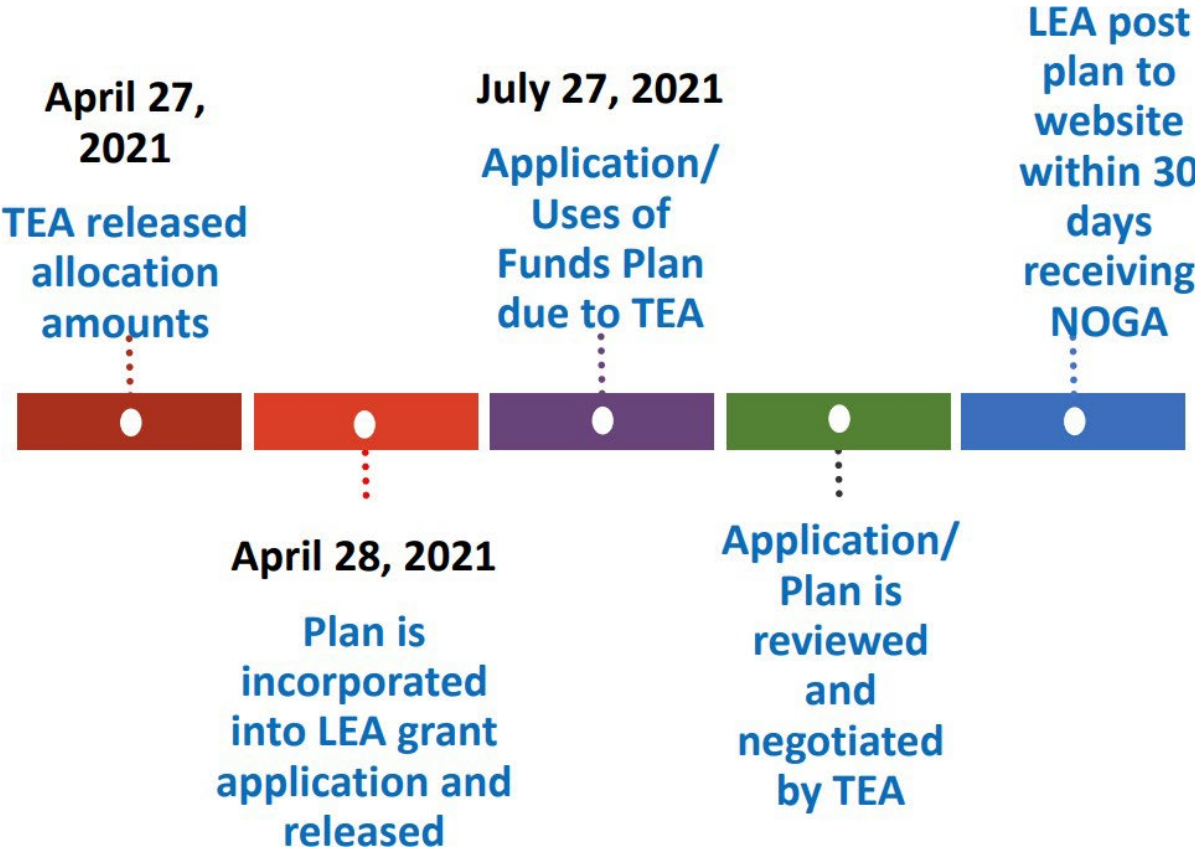 April 27,
2021
TEA released
allocation
amounts
April 28, 2021
Plan is
incorporated
into LEA grant
application and
released
July 27, 2021
Application/
Uses of
Funds Plan
due to TEA
Application/
Plan is
reviewed
and
negotiated
by TEA
LEA post
plan to
website
within 30
days
receiving
NOGA